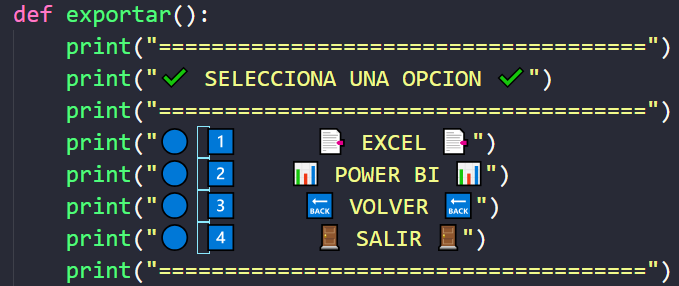 def exportar():
    print("=====================================")
    print("✔️ SELECCIONA UNA OPCION ✔️")
    print("=====================================")
    print("🔵 1️⃣        📑 EXCEL 📑")
    print("🔵 2️⃣      📊 POWER BI 📊")
    print("🔵 3️⃣       🔙 VOLVER 🔙")
    print("🔵 4️⃣        🚪 SALIR 🚪")
    print("=====================================")